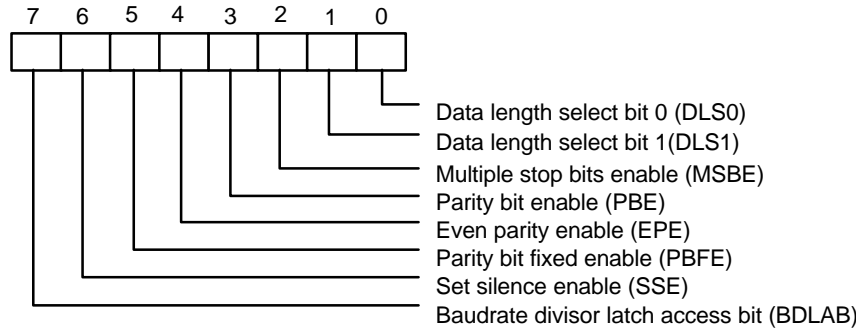 7 6 5 4 3 2 1 0
Data length select bit 0 (DLS0)
Data length select bit 1(DLS1)
Multiple stop bits enable (MSBE)
Parity bit enable (PBE)
Even parity enable (EPE)
Parity bit fixed enable (PBFE)
Set silence enable (SSE)
Baudrate divisor latch access bit (BDLAB)